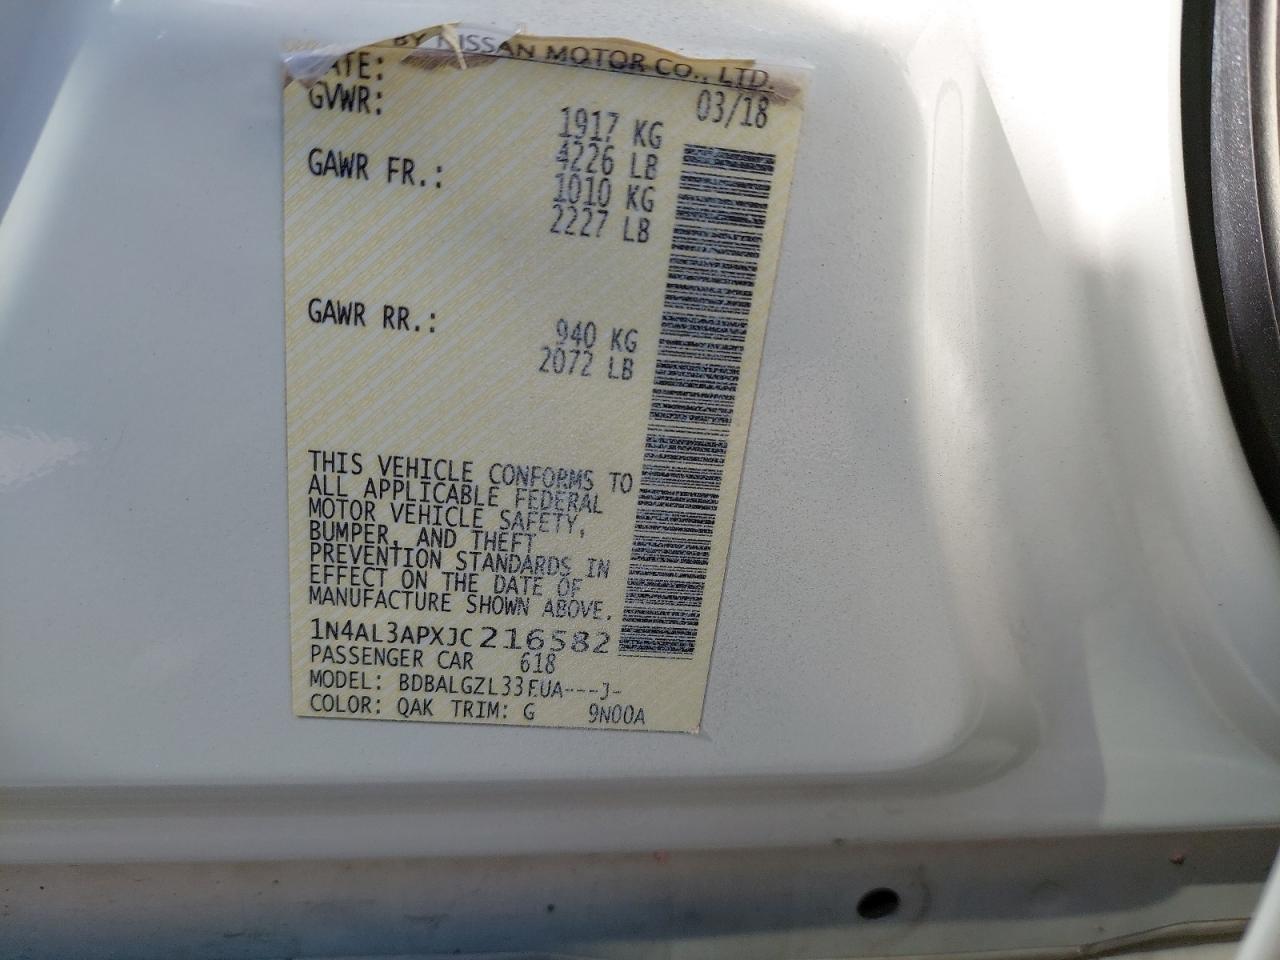 BY NISSAN MOTOR CO., LTD.
DATE: 03/18
GVWR: 1917 KG
4226 LB
GAWR FR.: 1010 KG
2227 LB
GAWR RR.: 940 KG
2072 LB
THIS VEHICLE CONFORMS TO
ALL APPLICABLE FEDERAL
MOTOR VEHICLE SAFETY,
BUMPER, AND THEFT
PREVENTION STANDARDS IN
EFFECT ON THE DATE OF
MANUFACTURE SHOWN ABOVE.
1N4AL3APXJC216582
PASSENGER CAR 618
MODEL: BDBALGZL33EUA---J-
COLOR: QAK TRIM: G 9N00A